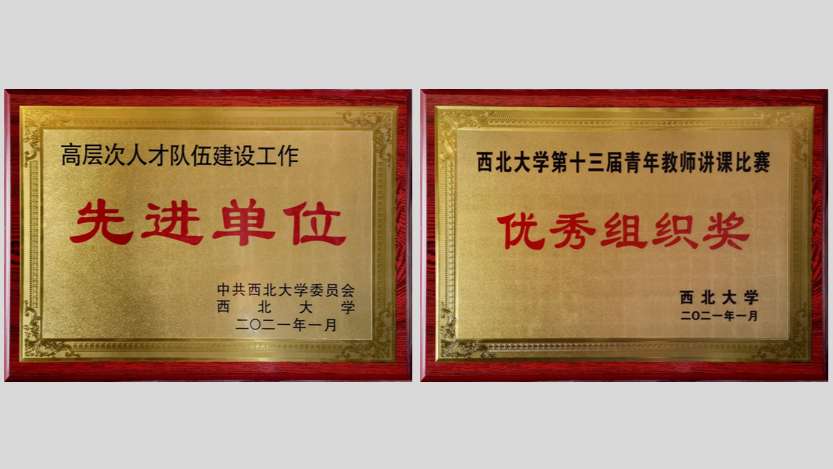 高层次人才队伍建设工作
先进单位
中共西北大学委员会
西北大学
二〇二一年一月
西北大学第十三届青年教师讲课比赛
优秀组织奖
西北大学
二〇二一年一月